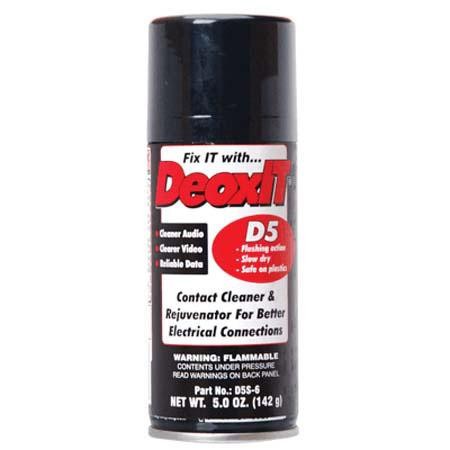 Fix IT with...
DeoxIT
Cleaner Audio
Clearer Video
Reliable Data
D5
- Flushing action
- Slow dry
- Safe on plastics
Contact Cleaner &
Rejuvenator For Better
Electrical Connections
WARNING: FLAMMABLE
CONTENTS UNDER PRESSURE
READ WARNINGS ON BACK PANEL
Part No.: D5S-6
NET WT. 5.0 OZ. (142 g)